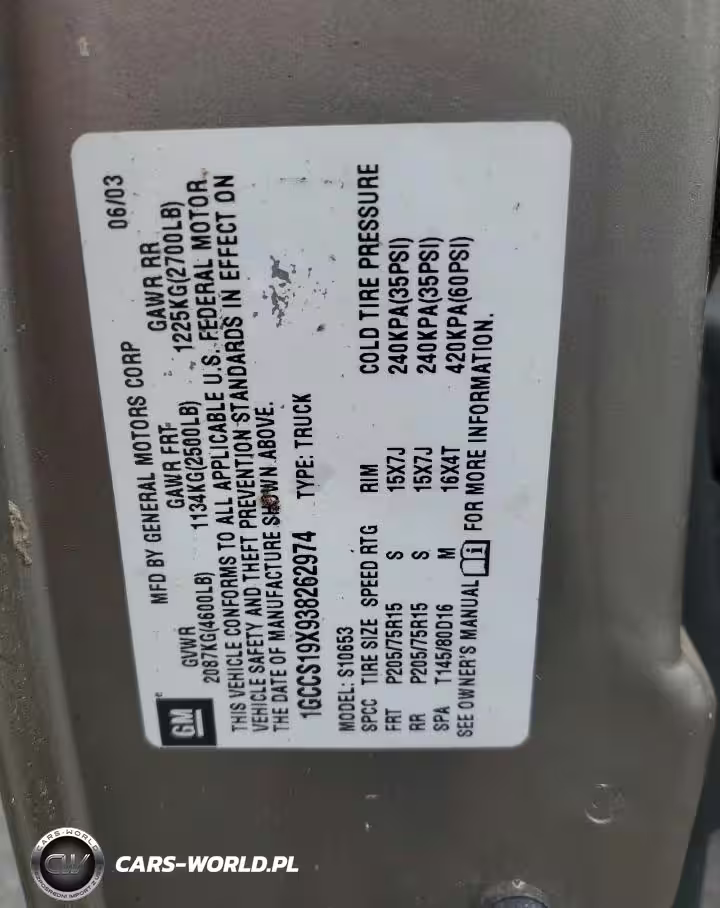 GM
MFD BY GENERAL MOTORS CORP 06/03
GVWR GAWR FRT GAWR RR
2087KG(4600LB) 1134KG(2500LB) 1225KG(2700LB)
THIS VEHICLE CONFORMS TO ALL APPLICABLE U.S. FEDERAL MOTOR
VEHICLE SAFETY AND THEFT PREVENTION STANDARDS IN EFFECT ON
THE DATE OF MANUFACTURE SHOWN ABOVE.
1GCCS19X938262974 TYPE: TRUCK
MODEL: S10653
SPCC TIRE SIZE SPEED RTG RIM COLD TIRE PRESSURE
FRT P205/75R15 S 15X7J 240KPA(35PSI)
RR P205/75R15 S 15X7J 240KPA(35PSI)
SPA T145/80D16 M 16X4T 420KPA(60PSI)
SEE OWNER'S MANUAL FOR MORE INFORMATION.
CARS-WORLD
CW
CARS-WORLD.PL